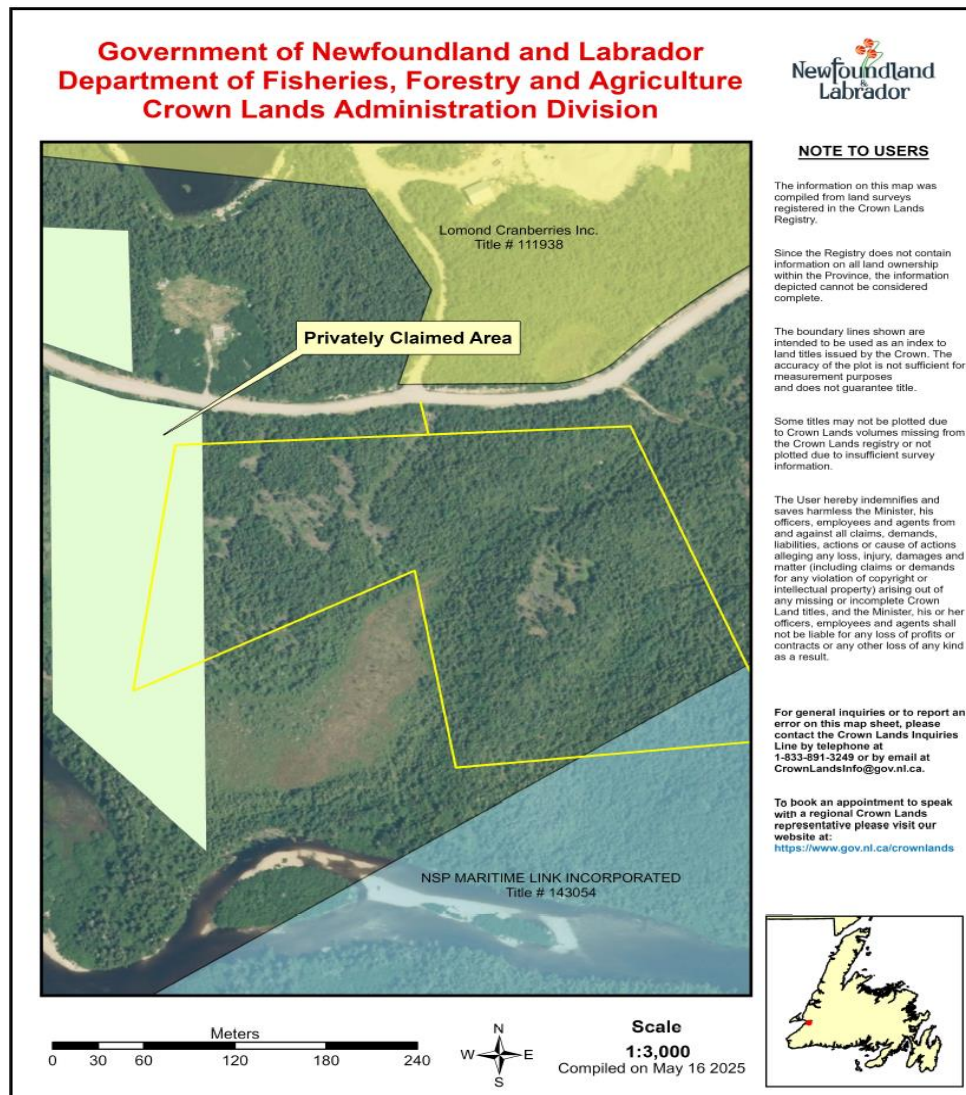 Government of Newfoundland and Labrador
Department of Fisheries, Forestry and Agriculture
Crown Lands Administration Division
Newfoundland
&
Labrador
Lomond Cranberries Inc.
Title # 111938
Privately Claimed Area
NSP MARITIME LINK INCORPORATED
Title # 143054
NOTE TO USERS
The information on this map was
compiled from land surveys
registered in the Crown Lands
Registry.
Since the Registry does not contain
information on all land ownership
within the Province, the information
depicted cannot be considered
complete.
The boundary lines shown are
intended to be used as an index to
land titles issued by the Crown. The
accuracy of the plot is not sufficient for
measurement purposes
and does not guarantee title.
Some titles may not be plotted due
to Crown Lands volumes missing from
the Crown Lands registry or not
plotted due to insufficient survey
information.
The User hereby indemnifies and
saves harmless the Minister, his
officers, employees and agents from
and against all claims, demands,
liabilities, actions or cause of actions
alleging any loss, injury, damages and
matter (including claims or demands
for any violation of copyright or
intellectual property) arising out of
any missing or incomplete Crown
Land titles, and the Minister, his or her
officers, employees and agents shall
not be liable for any loss of profits or
contracts or any other loss of any kind
as a result.
For general inquiries or to report an
error on this map sheet, please
contact the Crown Lands Inquiries
Line by telephone at
1-833-891-3249 or by email at
CrownLandsInfo@gov.nl.ca.
To book an appointment to speak
with a regional Crown Lands
representative please visit our
website at:
https://www.gov.nl.ca/crownlands
Meters
0 30 60 120 180 240
N
W E
S
Scale
1:3,000
Compiled on May 16 2025